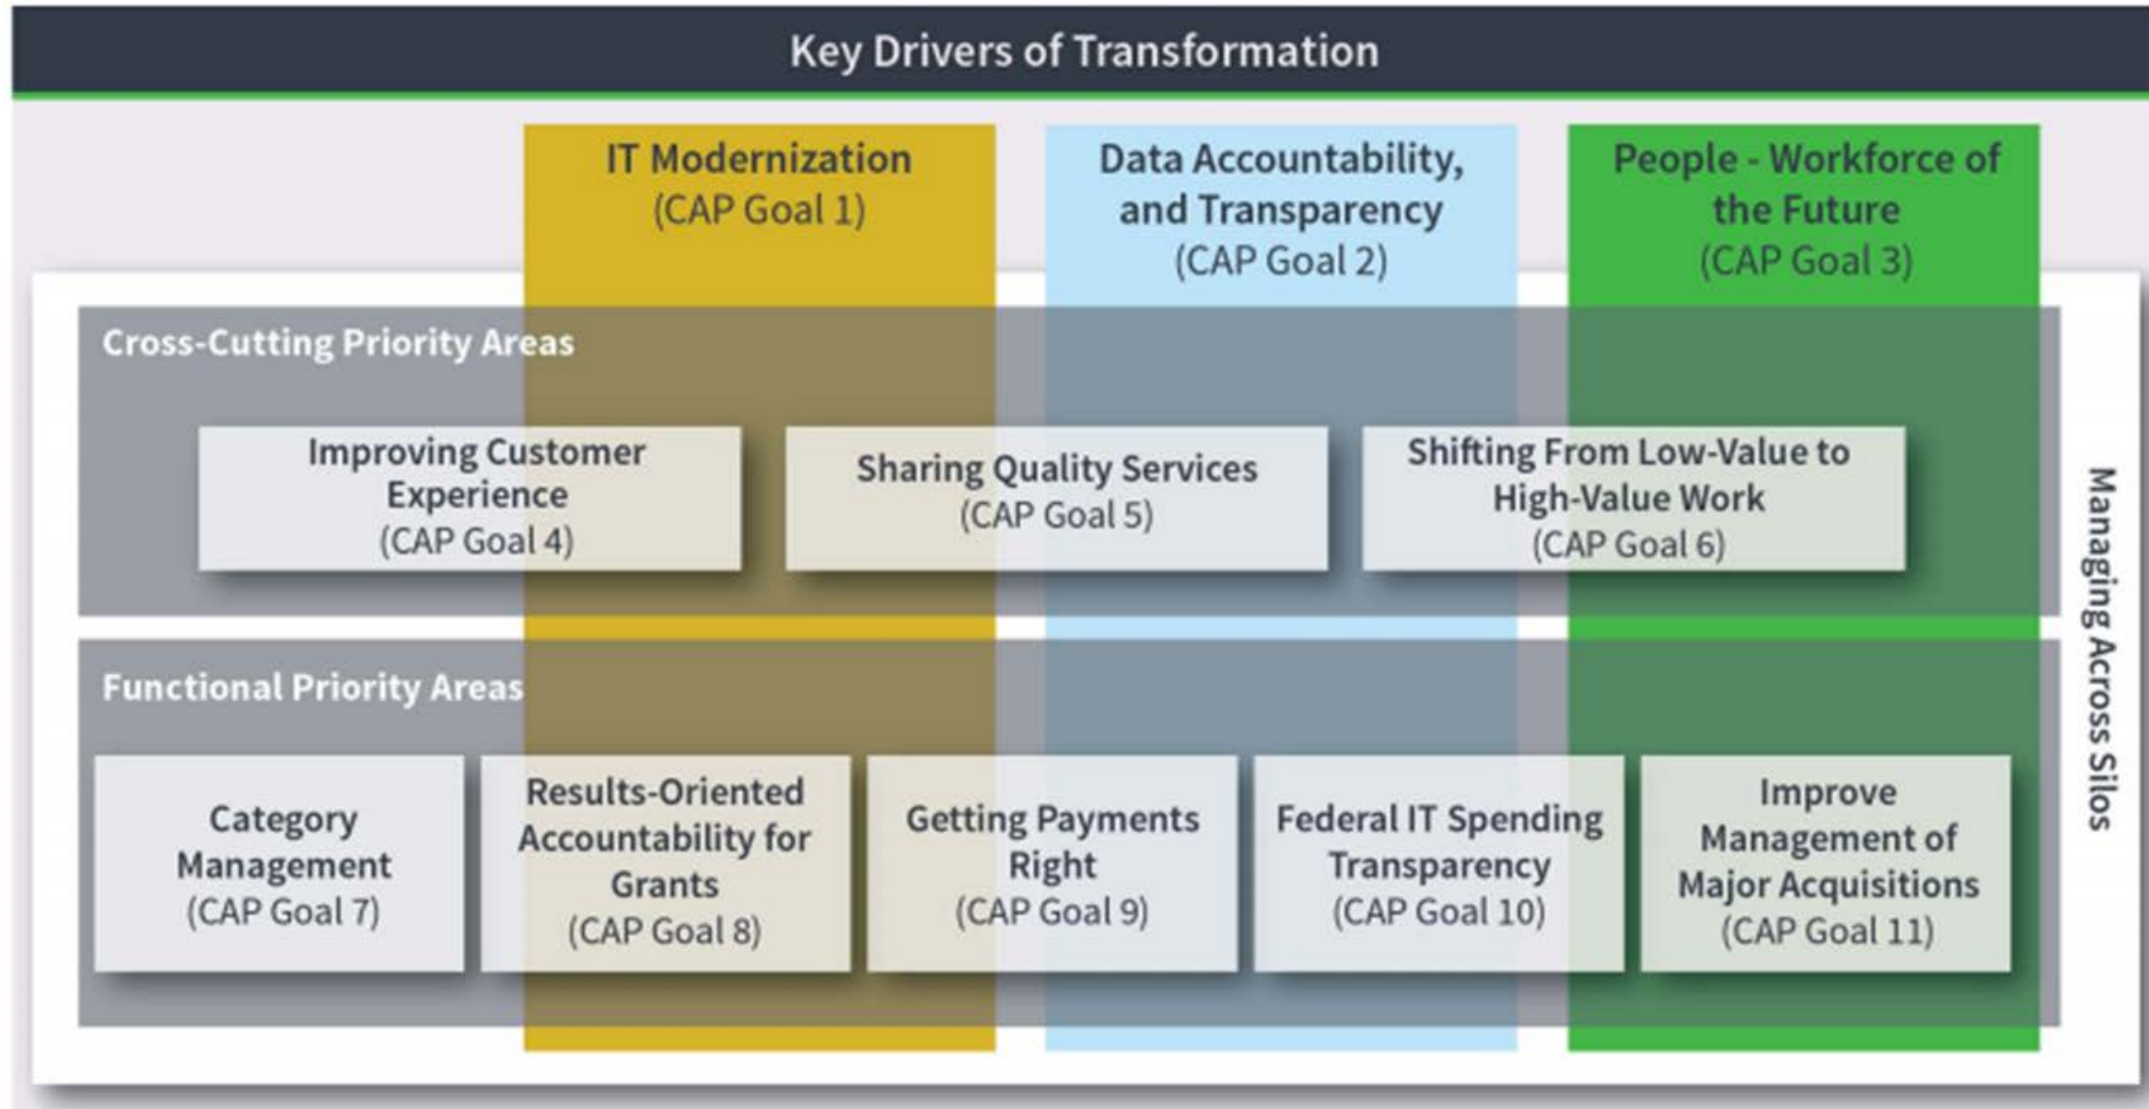 Key Drivers of Transformation
IT Modernization
(CAP Goal 1)
Data Accountability,
and Transparency
(CAP Goal 2)
People - Workforce of
the Future
(CAP Goal 3)
Cross-Cutting Priority Areas
Improving Customer
Experience
(CAP Goal 4)
Sharing Quality Services
(CAP Goal 5)
Shifting From Low-Value to
High-Value Work
(CAP Goal 6)
Functional Priority Areas
Category
Management
(CAP Goal 7)
Results-Oriented
Accountability for
Grants
(CAP Goal 8)
Getting Payments
Right
(CAP Goal 9)
Federal IT Spending
Transparency
(CAP Goal 10)
Improve
Management of
Major Acquisitions
(CAP Goal 11)
Managing Across Silos